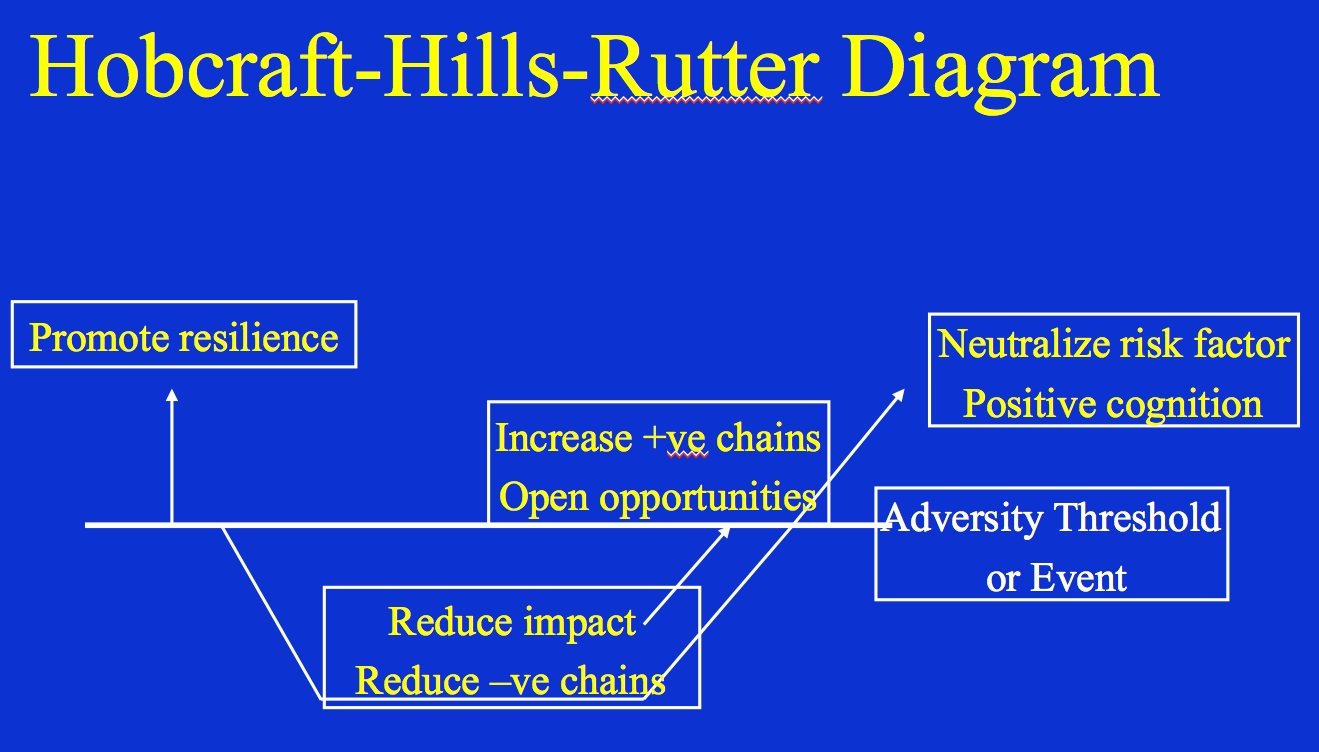 Hobcraft-Hills-Rutter Diagram
Promote resilience
Neutralize risk factor
Positive cognition
Increase +ve chains
Open opportunities
Adversity Threshold
or Event
Reduce impact
Reduce –ve chains